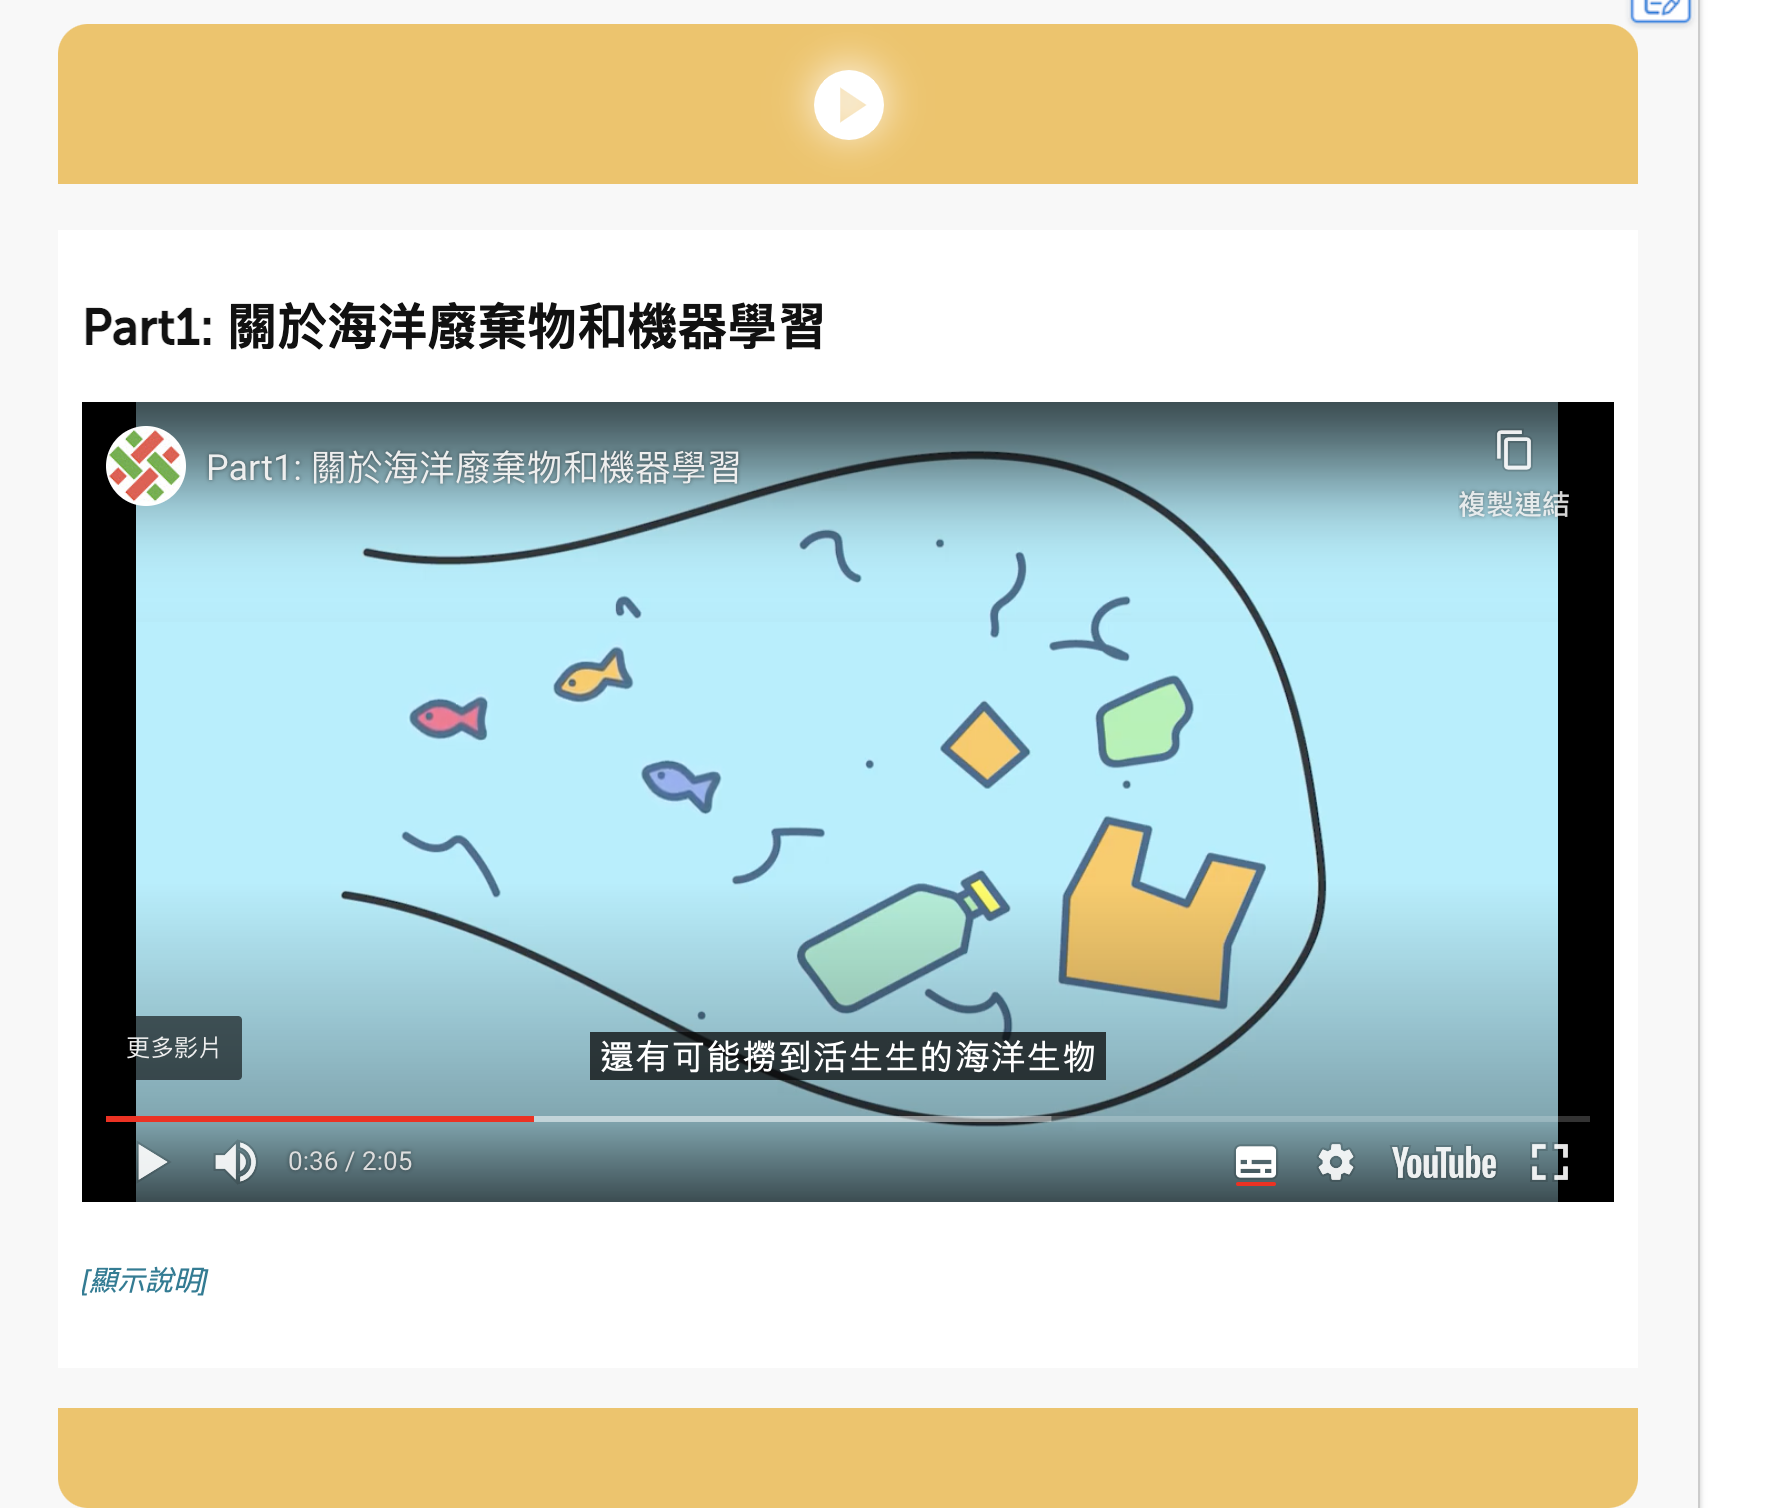 Part1: 關於海洋廢棄物和機器學習
Part1: 關於海洋廢棄物和機器學習
複製連結
更多影片
還有可能撈到活生生的海洋生物
0:36 / 2:05
YouTube
[顯示說明]